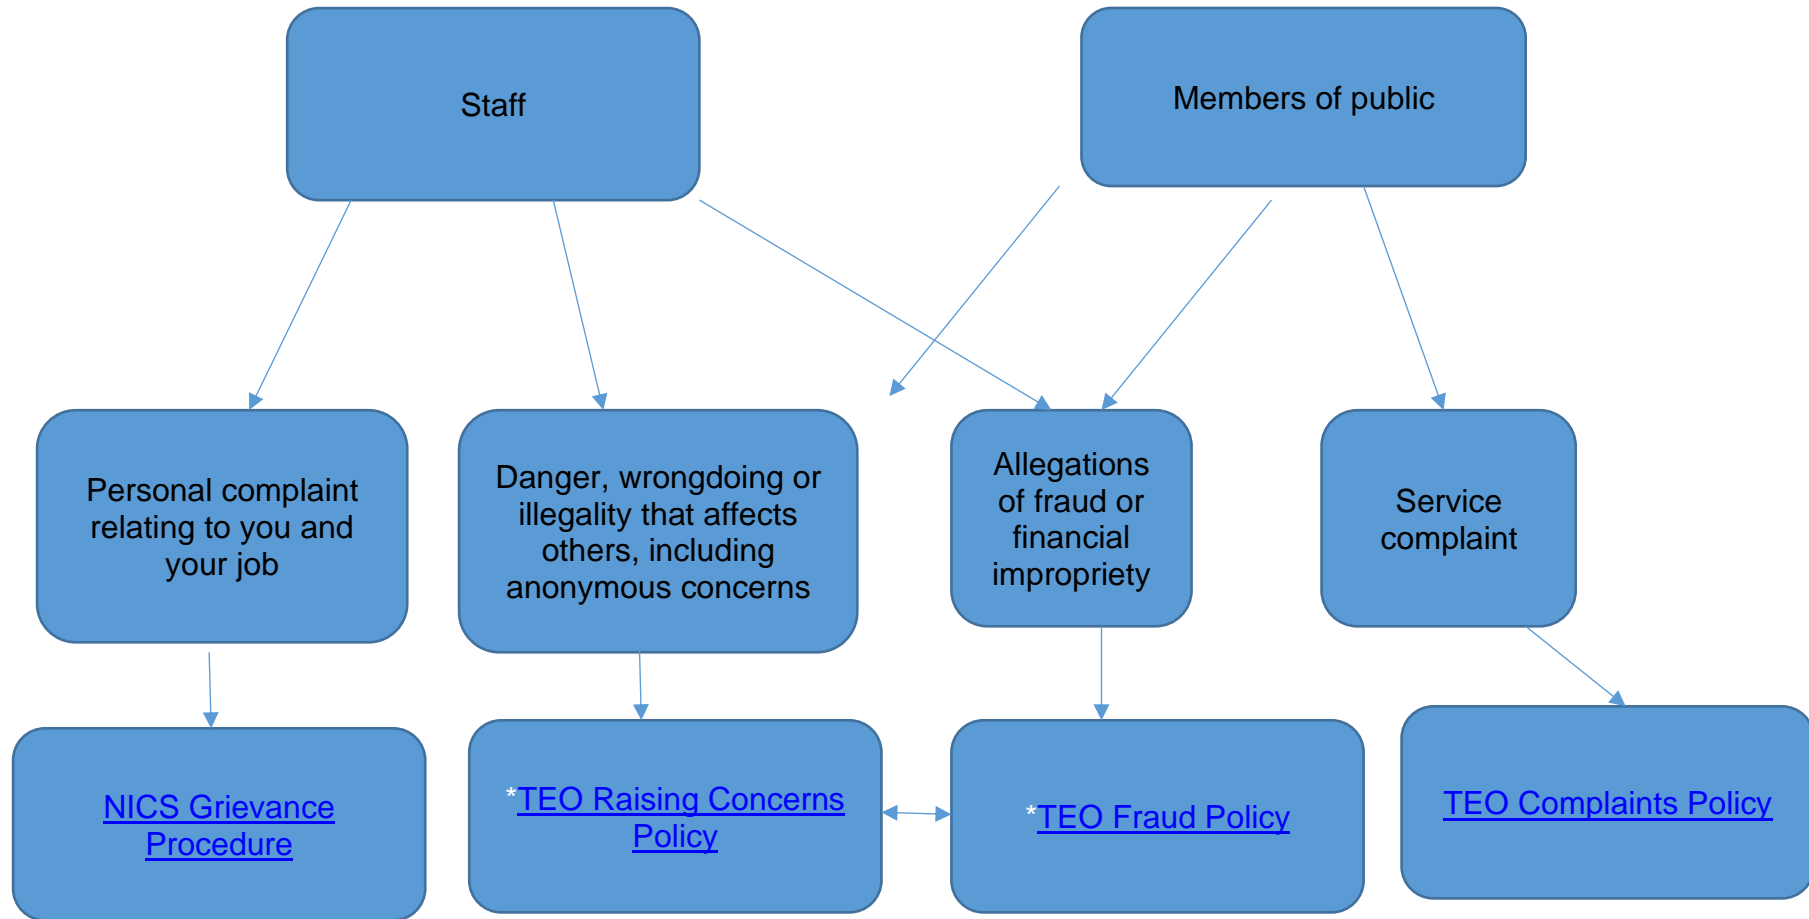 Staff
Members of public
Personal complaint
relating to you and
your job
Danger, wrongdoing or
illegality that affects
others, including
anonymous concerns
Allegations
of fraud or
financial
impropriety
Service
complaint
NICS Grievance
Procedure
*TEO Raising Concerns
Policy
*TEO Fraud Policy
TEO Complaints Policy